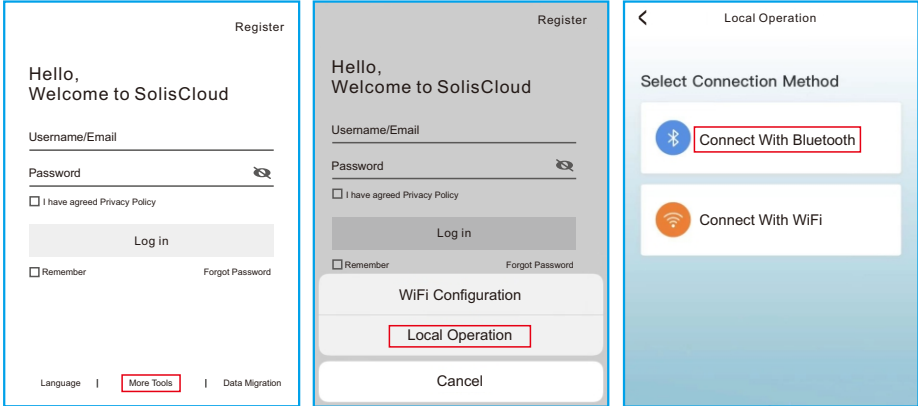 Register
Hello,
Welcome to SolisCloud
Username/Email
Password
I have agreed Privacy Policy
Log in
Remember Forgot Password
Language | More Tools | Data Migration
Register
Hello,
Welcome to SolisCloud
Username/Email
Password
I have agreed Privacy Policy
Log in
Remember Forgot Password
WiFi Configuration
Local Operation
Cancel
Local Operation
Select Connection Method
Connect With Bluetooth
Connect With WiFi